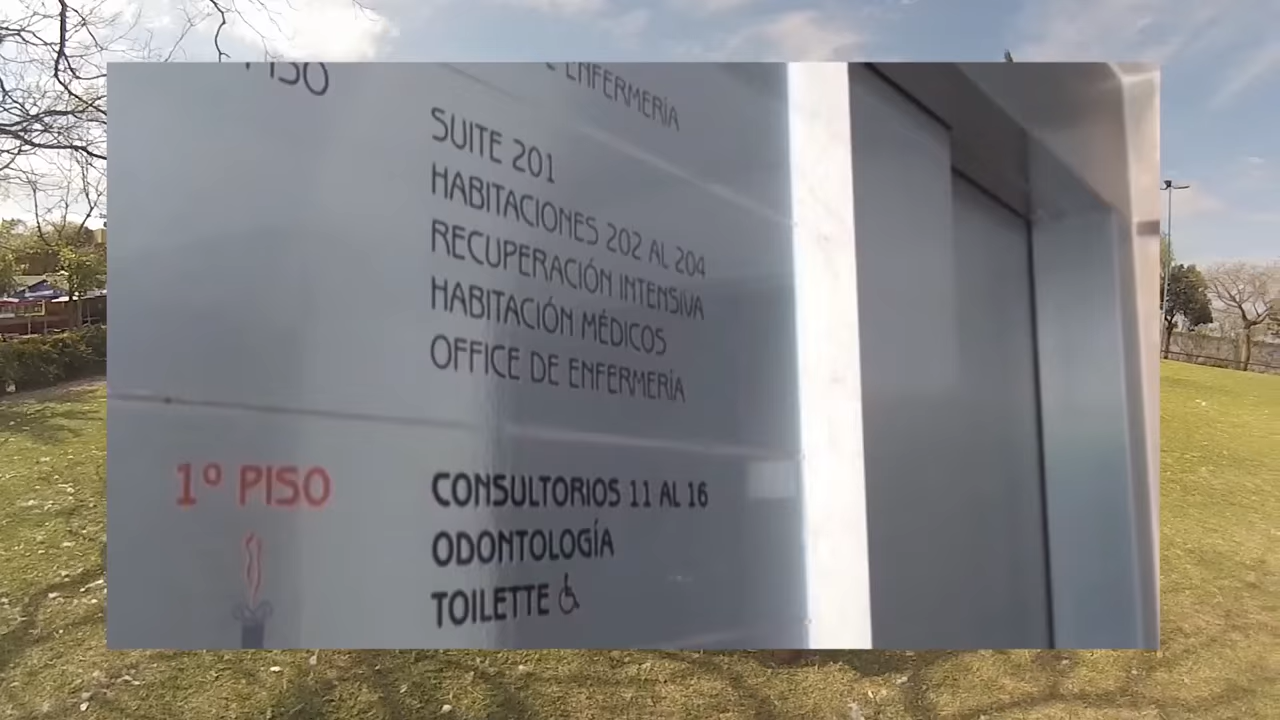 PISO
ENFERMERÍA
SUITE 201
HABITACIONES 202 AL 204
RECUPERACIÓN INTENSIVA
HABITACIÓN MÉDICOS
OFFICE DE ENFERMERÍA
1º PISO
CONSULTORIOS 11 AL 16
ODONTOLOGÍA
TOILETTE